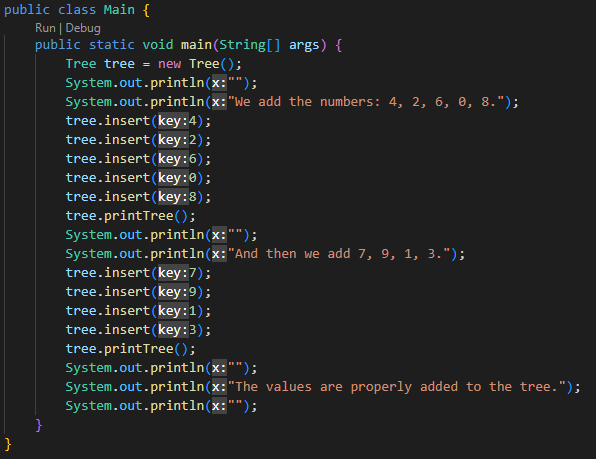 public class Main {
Run | Debug
public static void main(String[] args) {
Tree tree = new Tree();
System.out.println(x:"");
System.out.println(x:"We add the numbers: 4, 2, 6, 0, 8.");
tree.insert(key:4);
tree.insert(key:2);
tree.insert(key:6);
tree.insert(key:0);
tree.insert(key:8);
tree.printTree();
System.out.println(x:"");
System.out.println(x:"And then we add 7, 9, 1, 3.");
tree.insert(key:7);
tree.insert(key:9);
tree.insert(key:1);
tree.insert(key:3);
tree.printTree();
System.out.println(x:"");
System.out.println(x:"The values are properly added to the tree.");
System.out.println(x:"");
}
}